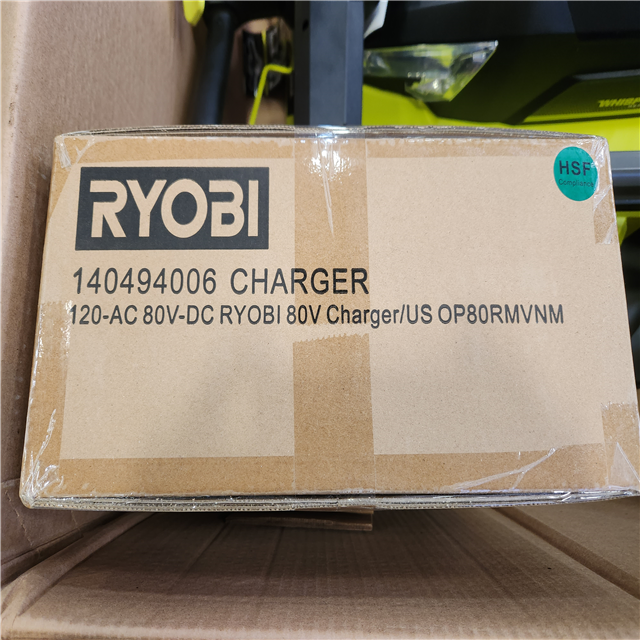 RYOBI
HSF
Compliance
140494006 CHARGER
120-AC 80V-DC RYOBI 80V Charger/US OP80RMVNM